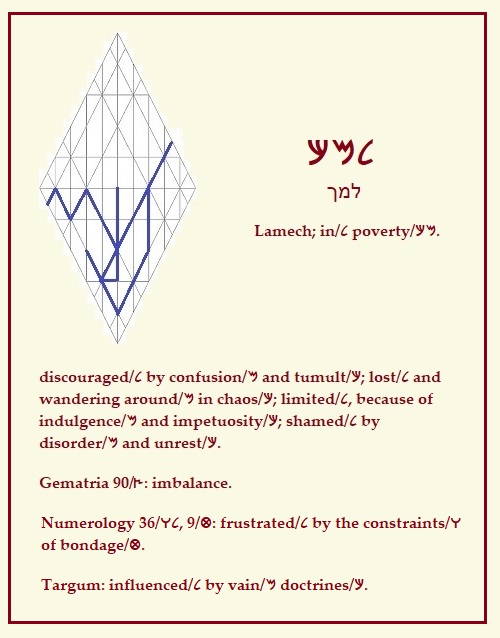 𐤋𐤌𐤊
למך
Lamech; in/𐤋 poverty/𐤌𐤊.
discouraged/𐤋 by confusion/𐤌 and tumult/𐤊; lost/𐤋 and
wandering around/𐤌 in chaos/𐤊; limited/𐤋, because of
indulgence/𐤌 and impetuosity/𐤊; shamed/𐤋 by
disorder/𐤌 and unrest/𐤊.
Gematria 90/𐤑: imbalance.
Numerology 36/𐤋𐤅, 9/𐤈: frustrated/𐤋 by the constraints/𐤅
of bondage/𐤈.
Targum: influenced/𐤋 by vain/𐤌 doctrines/𐤊.